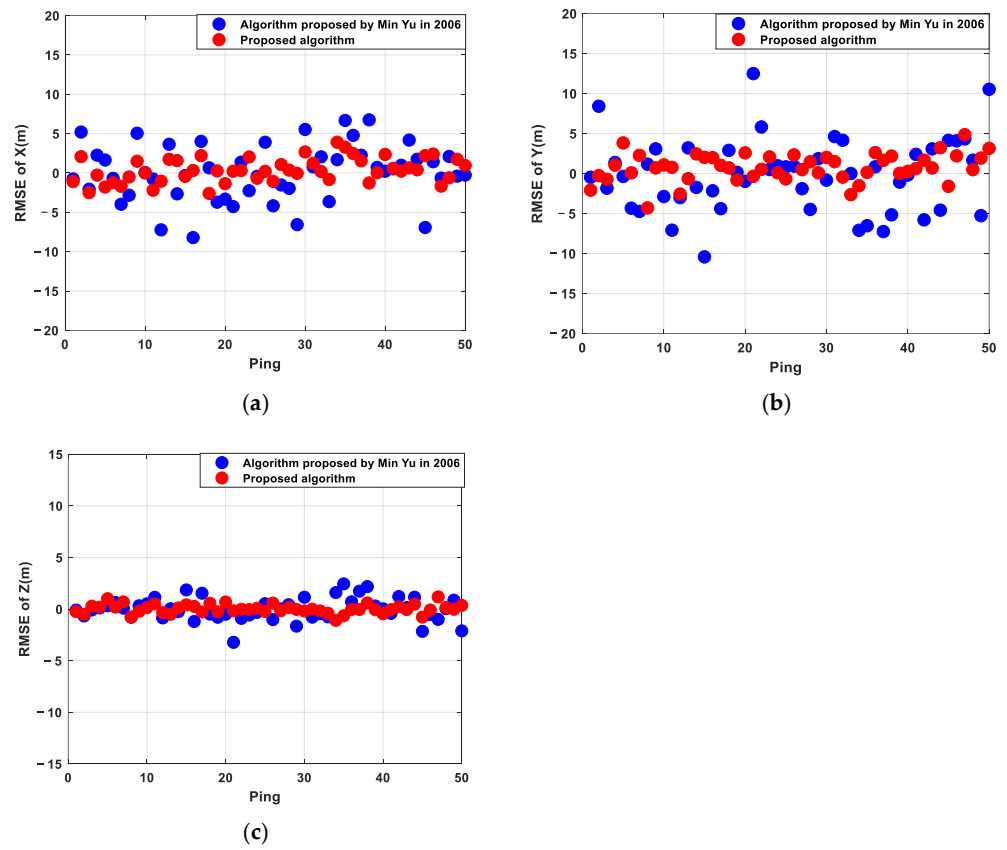 20
15
10
5
0
−5
−10
−15
−20
RMSE of X(m)
Algorithm proposed by Min Yu in 2006
Proposed algorithm
0 10 20 30 40 50
Ping
(a)
20
15
10
5
0
−5
−10
−15
−20
RMSE of Y(m)
Algorithm proposed by Min Yu in 2006
Proposed algorithm
0 10 20 30 40 50
Ping
(b)
15
10
5
0
−5
−10
−15
RMSE of Z(m)
Algorithm proposed by Min Yu in 2006
Proposed algorithm
0 10 20 30 40 50
Ping
(c)